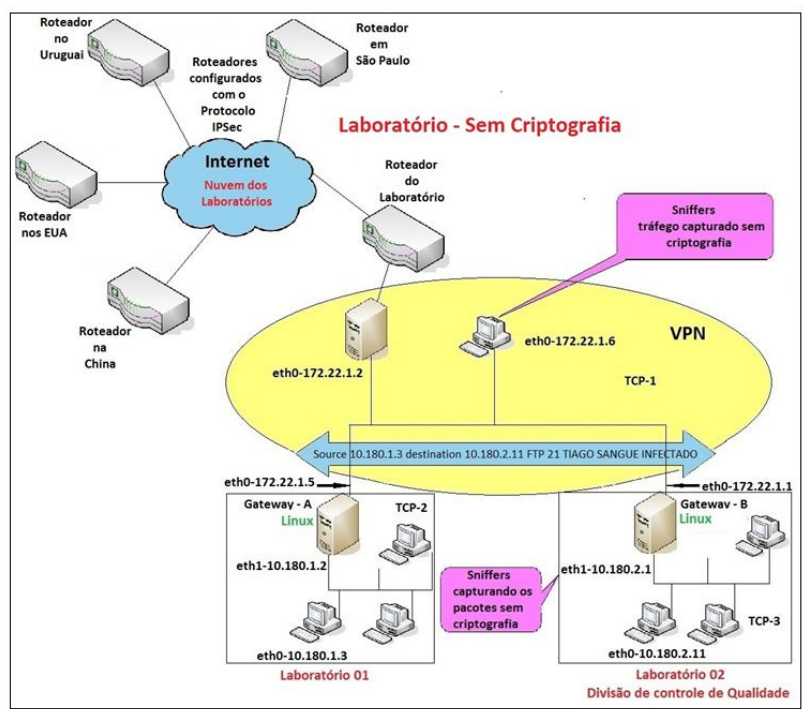 Roteador
no
Uruguai
Roteador
em
São Paulo
Roteadores
configurados
com o
Protocolo
IPSec
Laboratório - Sem Criptografia
Internet
Nuvem dos
Laboratórios
Roteador
do
Laboratório
Roteador
nos EUA
Sniffers
tráfego capturado sem
criptografia
Roteador
na
China
eth0-172.22.1.2
eth0-172.22.1.6
VPN
TCP-1
Source 10.180.1.3 destination 10.180.2.11 FTP 21 TIAGO SANGUE INFECTADO
eth0-172.22.1.5
eth0-172.22.1.1
Gateway - A
Linux
TCP-2
eth1-10.180.1.2
eth0-10.180.1.3
Laboratório 01
Sniffers
capturando os
pacotes sem
criptografia
Gateway - B
Linux
eth1-10.180.2.1
TCP-3
eth0-10.180.2.11
Laboratório 02
Divisão de controle de Qualidade